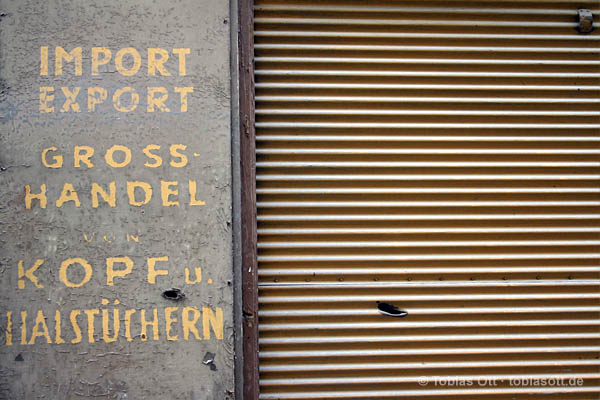 IMPORT
EXPORT
GROSS-
HANDEL
VON
KOPF u.
HALSTÜCHERN
© Tobias Ott · tobiasott.de